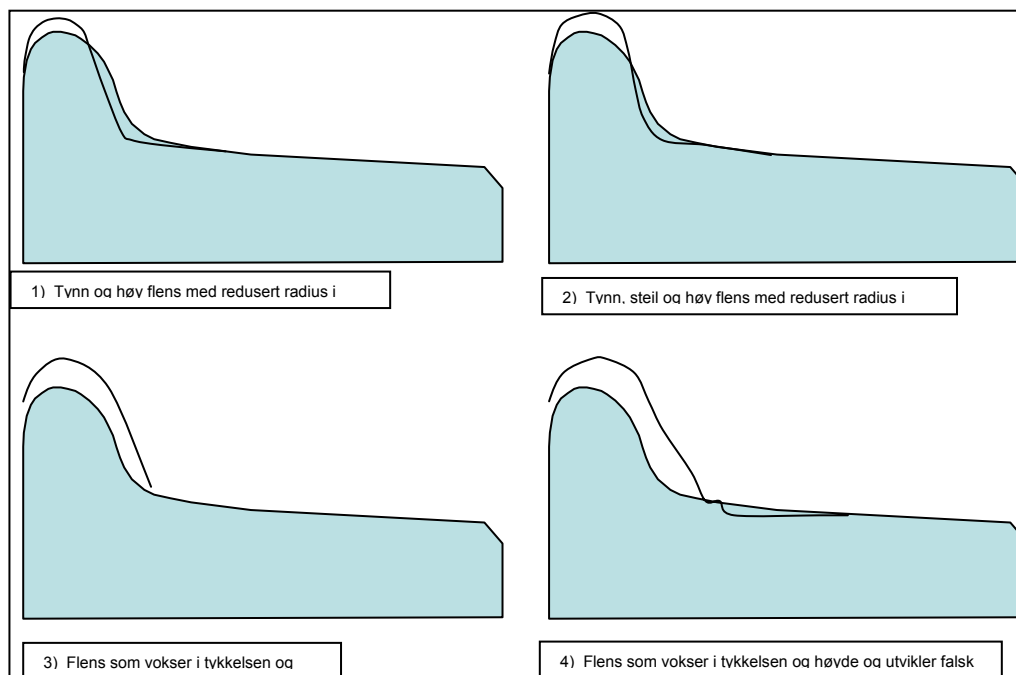 1) Tynn og høy flens med redusert radius i
2) Tynn, steil og høy flens med redusert radius i
3) Flens som vokser i tykkelsen og
4) Flens som vokser i tykkelsen og høyde og utvikler falsk